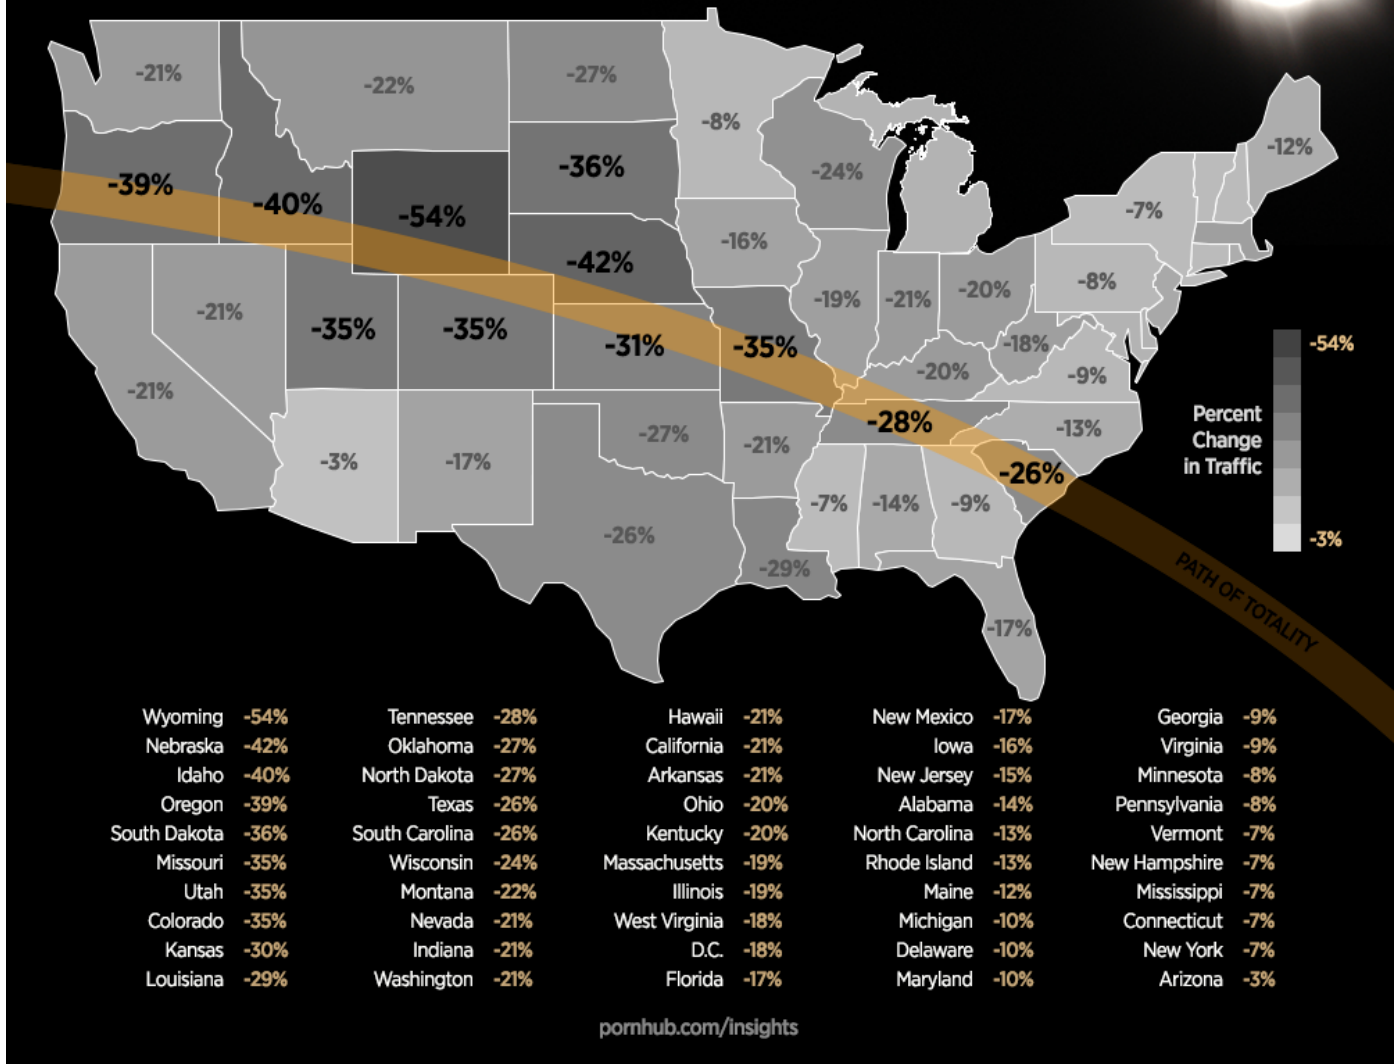 -21%
-22%
-27%
-8%
-24%
-12%
-39%
-40%
-54%
-36%
-7%
-42%
-16%
-21%
-35%
-35%
-31%
-35%
-19%
-21%
-20%
-8%
-18%
-20%
-9%
-21%
-3%
-17%
-27%
-21%
-28%
-13%
-26%
-26%
-29%
-7%
-14%
-9%
-17%
-54%
Percent
Change
in Traffic
-3%
PATH OF TOTALITY
Wyoming -54% Tennessee -28% Hawaii -21% New Mexico -17% Georgia -9%
Nebraska -42% Oklahoma -27% California -21% Iowa -16% Virginia -9%
Idaho -40% North Dakota -27% Arkansas -21% New Jersey -15% Minnesota -8%
Oregon -39% Texas -26% Ohio -20% Alabama -14% Pennsylvania -8%
South Dakota -36% South Carolina -26% Kentucky -20% North Carolina -13% Vermont -7%
Missouri -35% Wisconsin -24% Massachusetts -19% Rhode Island -13% New Hampshire -7%
Utah -35% Montana -22% Illinois -19% Maine -12% Mississippi -7%
Colorado -35% Nevada -21% West Virginia -18% Michigan -10% Connecticut -7%
Kansas -30% Indiana -21% D.C. -18% Delaware -10% New York -7%
Louisiana -29% Washington -21% Florida -17% Maryland -10% Arizona -3%
pornhub.com/insights